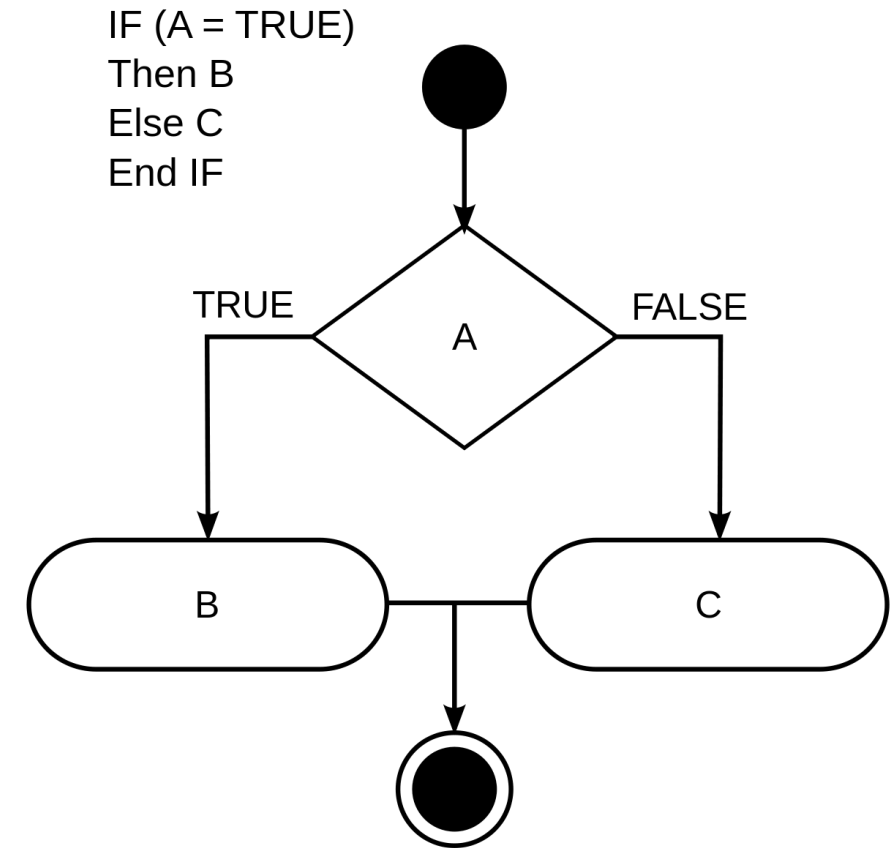 IF (A = TRUE)
Then B
Else C
End IF
TRUE
FALSE
A
B
C